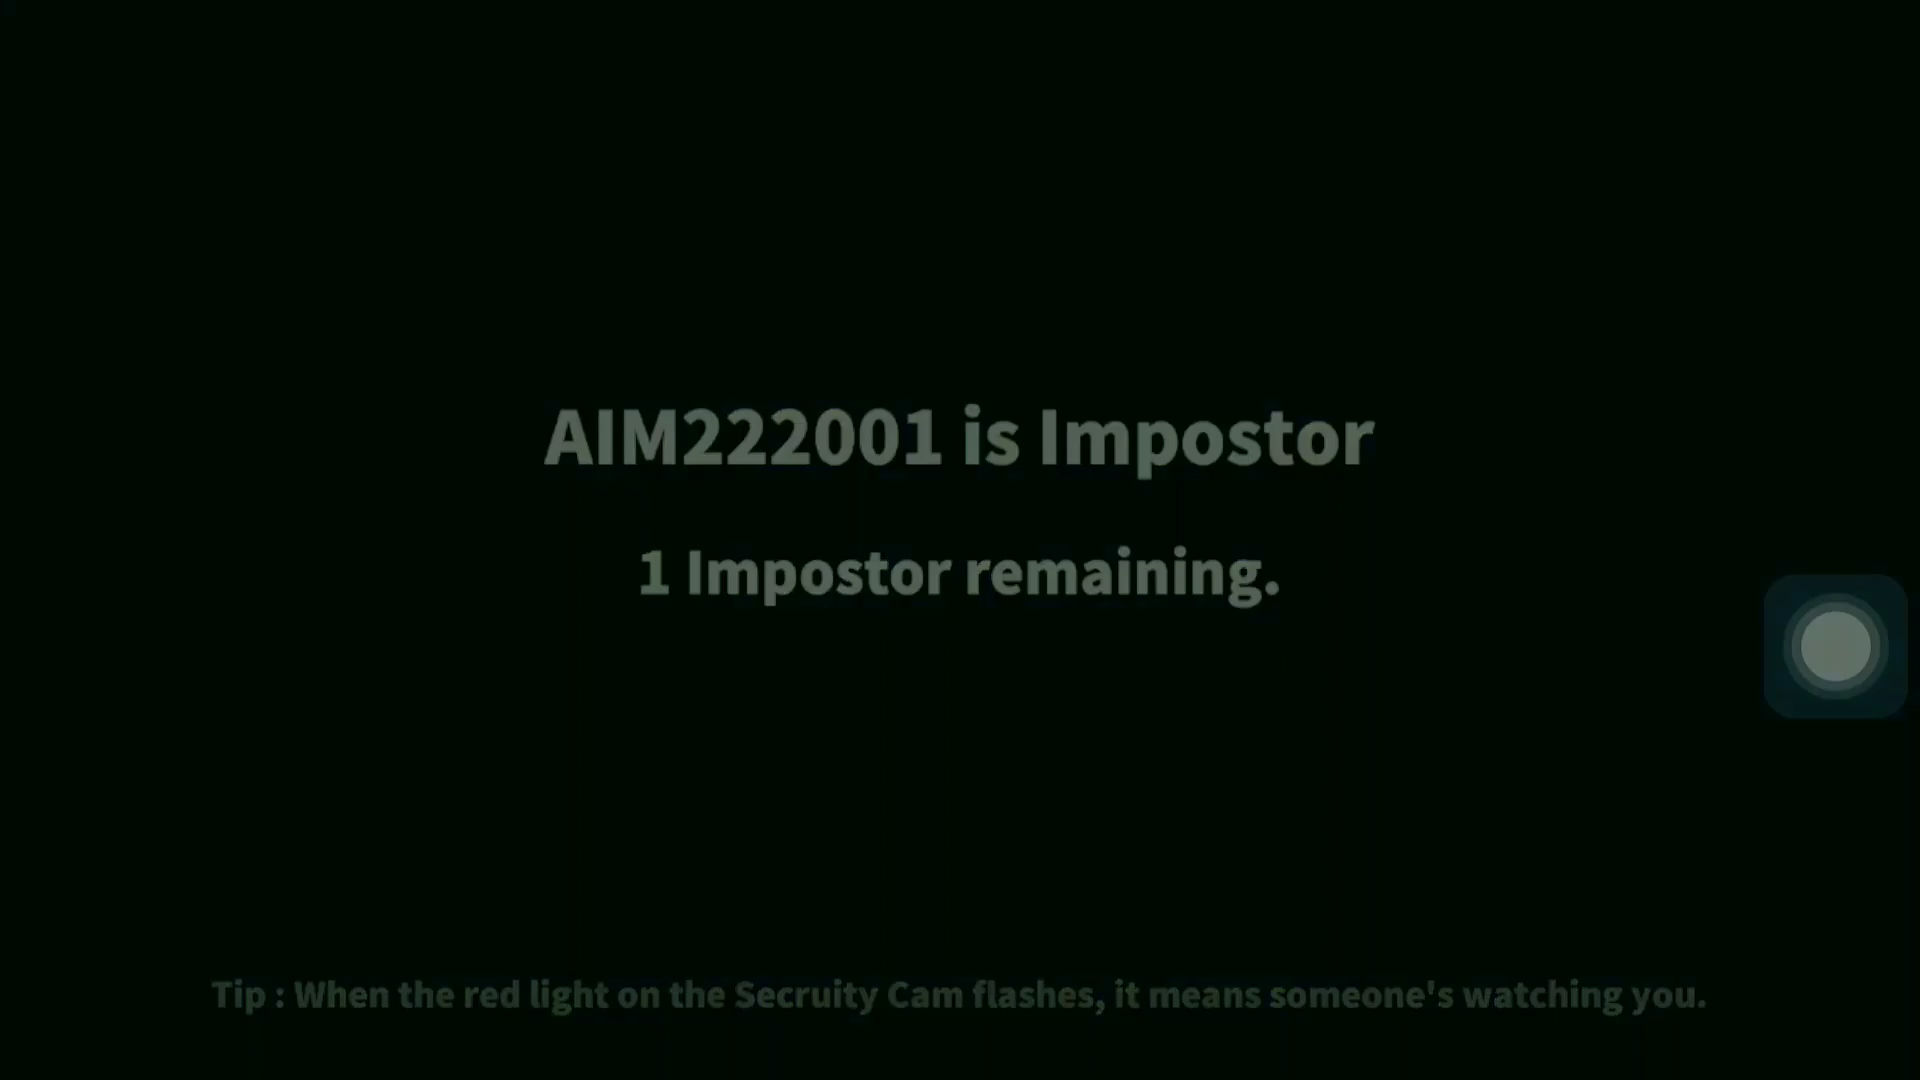 AIM222001 is Impostor
1 Impostor remaining.
Tip : When the red light on the Secruity Cam flashes, it means someone's watching you.